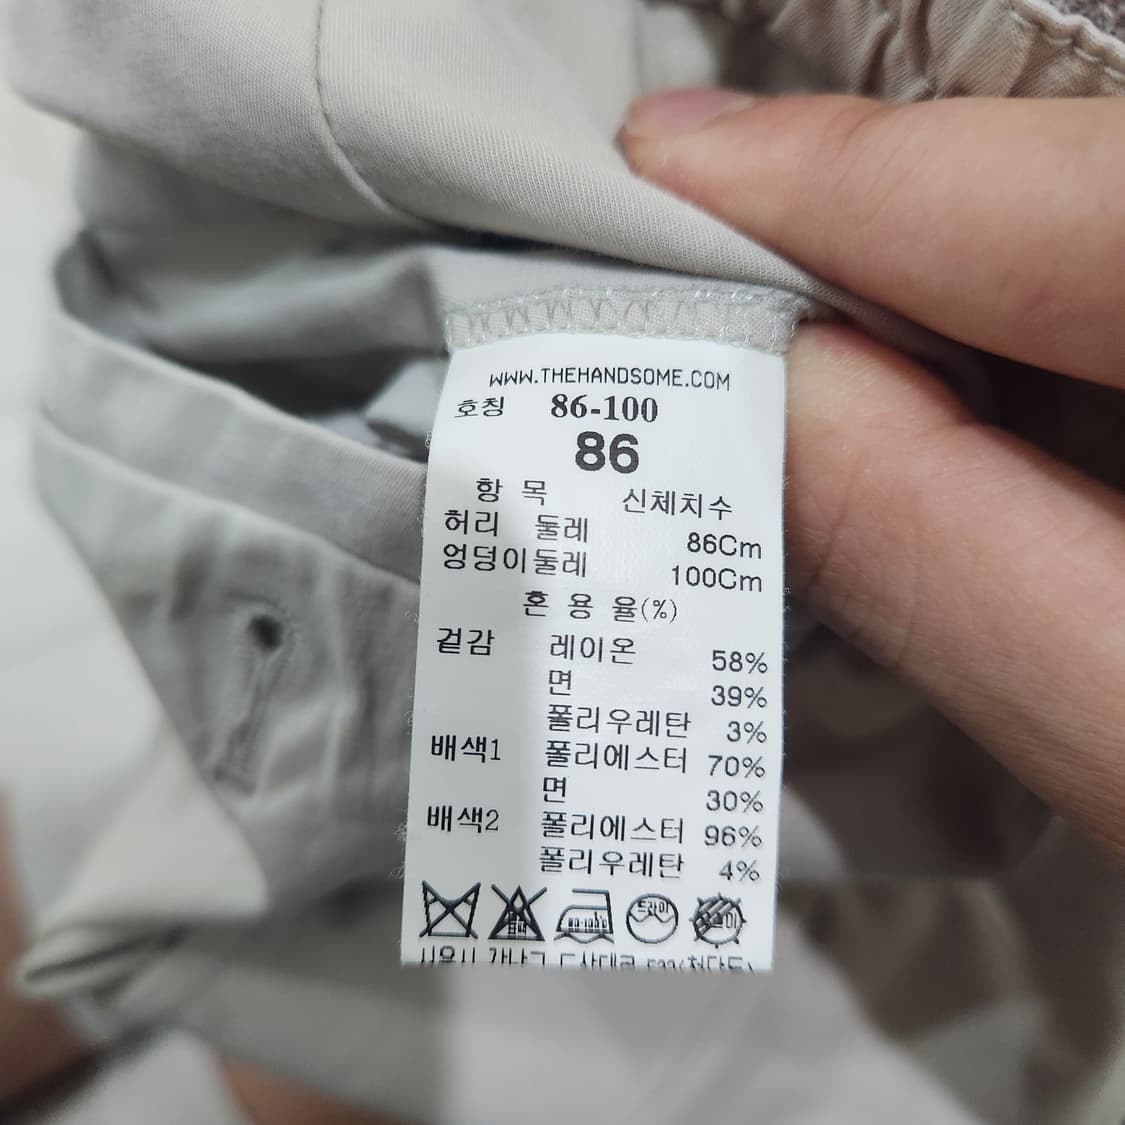 WWW.THEHANDSOME.COM
호칭 86-100
86
항 목 신체치수
허리 둘레 86Cm
엉덩이둘레 100Cm
혼 용 율(%)
겉감 레이온 58%
면 39%
폴리우레탄 3%
배색1 폴리에스터 70%
면 30%
배색2 폴리에스터 96%
폴리우레탄 4%
드라이